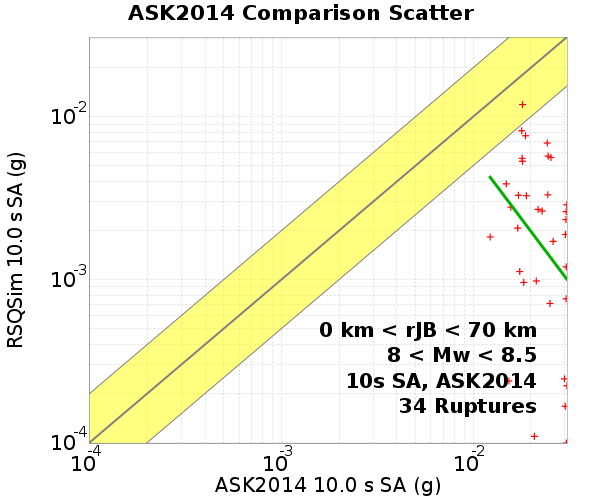 ASK2014 Comparison Scatter
RSQSim 10.0 s SA (g)
10-2
10-3
10-4
0 km < rJB < 70 km
8 < Mw < 8.5
10s SA, ASK2014
34 Ruptures
10-4 10-3 10-2
ASK2014 10.0 s SA (g)